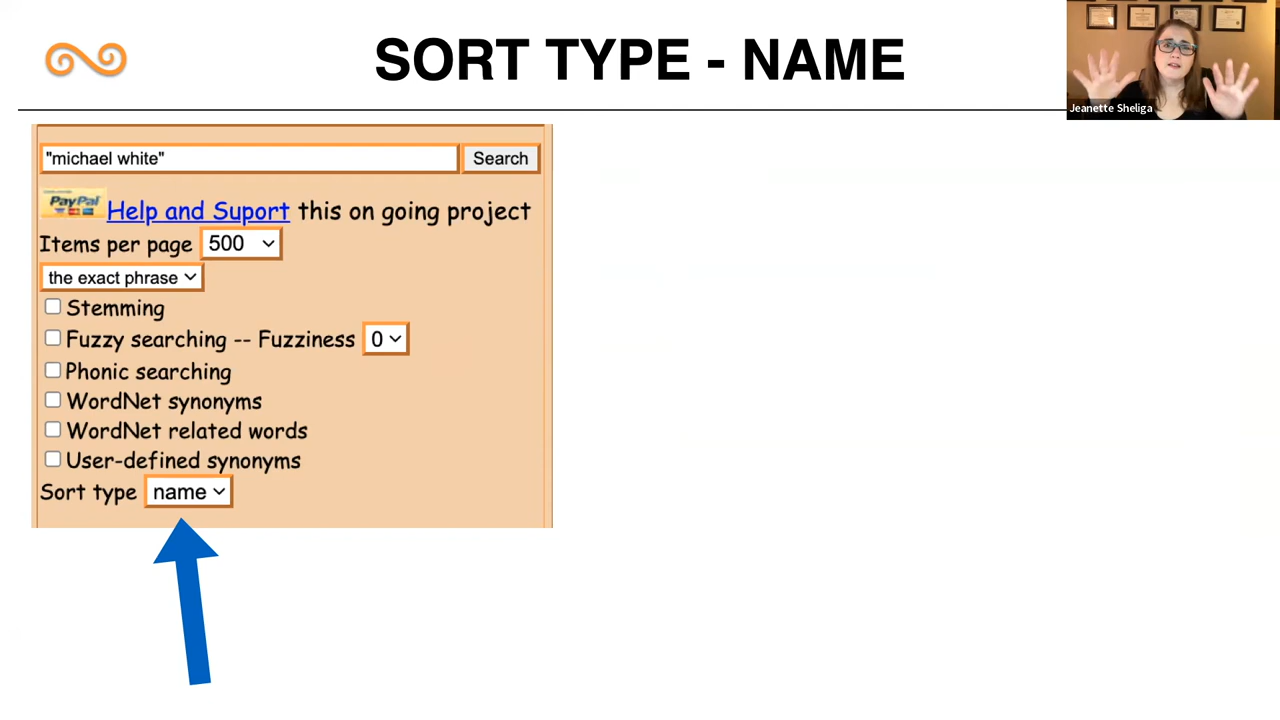 SORT TYPE - NAME
Jeanette Sheliga
"michael white" Search
PayPal Help and Suport this on going project
Items per page 500
the exact phrase
Stemming
Fuzzy searching -- Fuzziness 0
Phonic searching
WordNet synonyms
WordNet related words
User-defined synonyms
Sort type name